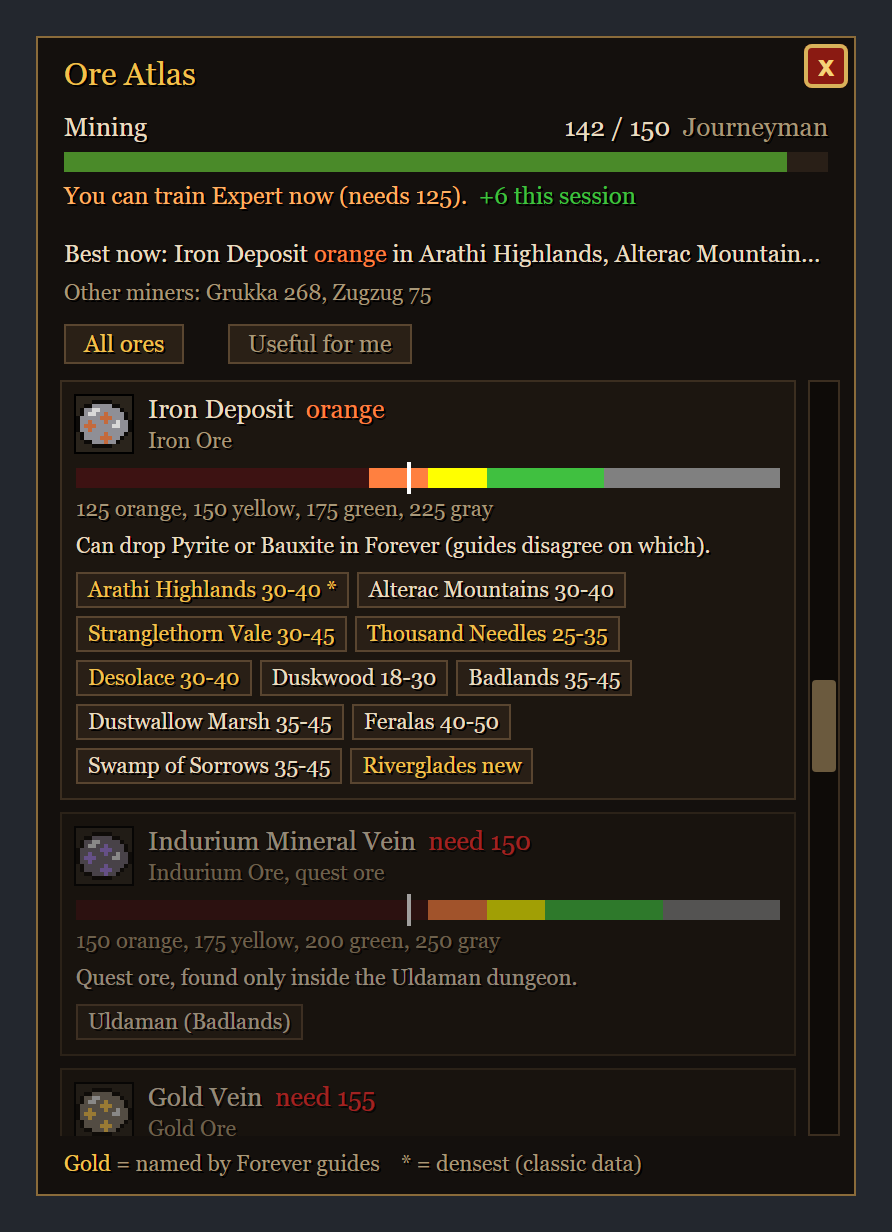 Ore Atlas
x
Mining 142 / 150 Journeyman
You can train Expert now (needs 125). +6 this session
Best now: Iron Deposit orange in Arathi Highlands, Alterac Mountain...
Other miners: Grukka 268, Zugzug 75
All ores Useful for me
Iron Deposit orange
Iron Ore
125 orange, 150 yellow, 175 green, 225 gray
Can drop Pyrite or Bauxite in Forever (guides disagree on which).
Arathi Highlands 30-40 * Alterac Mountains 30-40
Stranglethorn Vale 30-45 Thousand Needles 25-35
Desolace 30-40 Duskwood 18-30 Badlands 35-45
Dustwallow Marsh 35-45 Feralas 40-50
Swamp of Sorrows 35-45 Riverglades new
Indurium Mineral Vein need 150
Indurium Ore, quest ore
150 orange, 175 yellow, 200 green, 250 gray
Quest ore, found only inside the Uldaman dungeon.
Uldaman (Badlands)
Gold Vein need 155
Gold Ore
Gold = named by Forever guides * = densest (classic data)